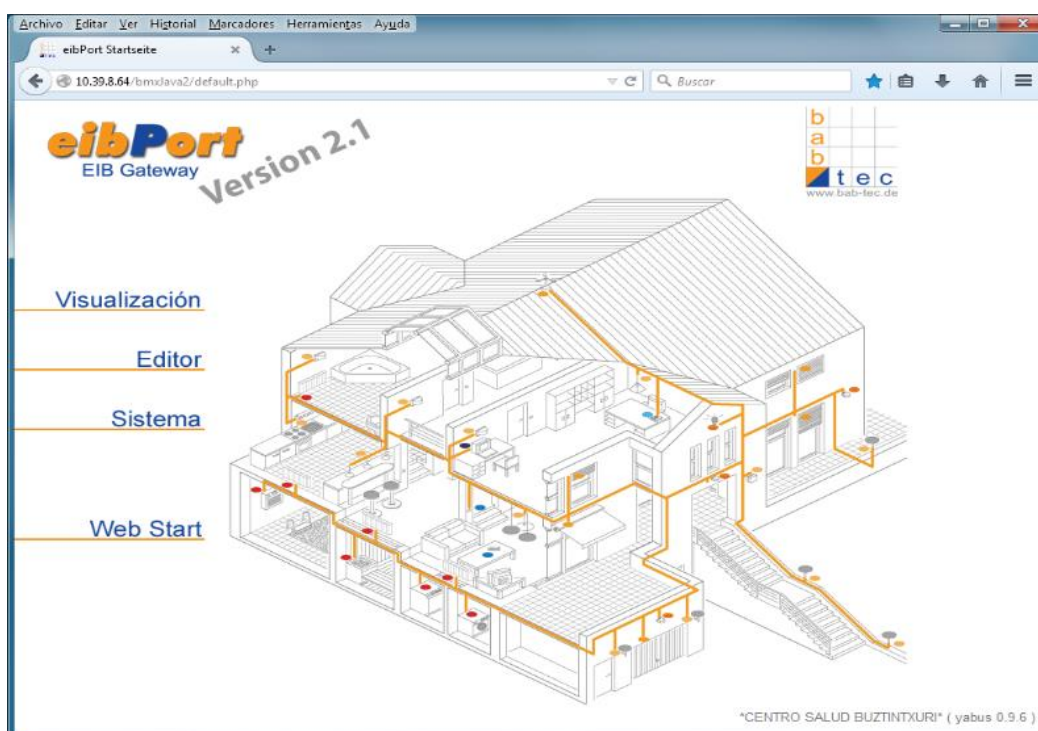 Archivo Editar Ver Historial Marcadores Herramientas Ayuda
eibPort Startseite
10.39.8.64/bmxJava2/default.php
Buscar
eibPort
EIB Gateway
Version 2.1
bab
tec
www.bab-tec.de
Visualización
Editor
Sistema
Web Start
*CENTRO SALUD BUZTINTXURI* ( yabus 0.9.6 )